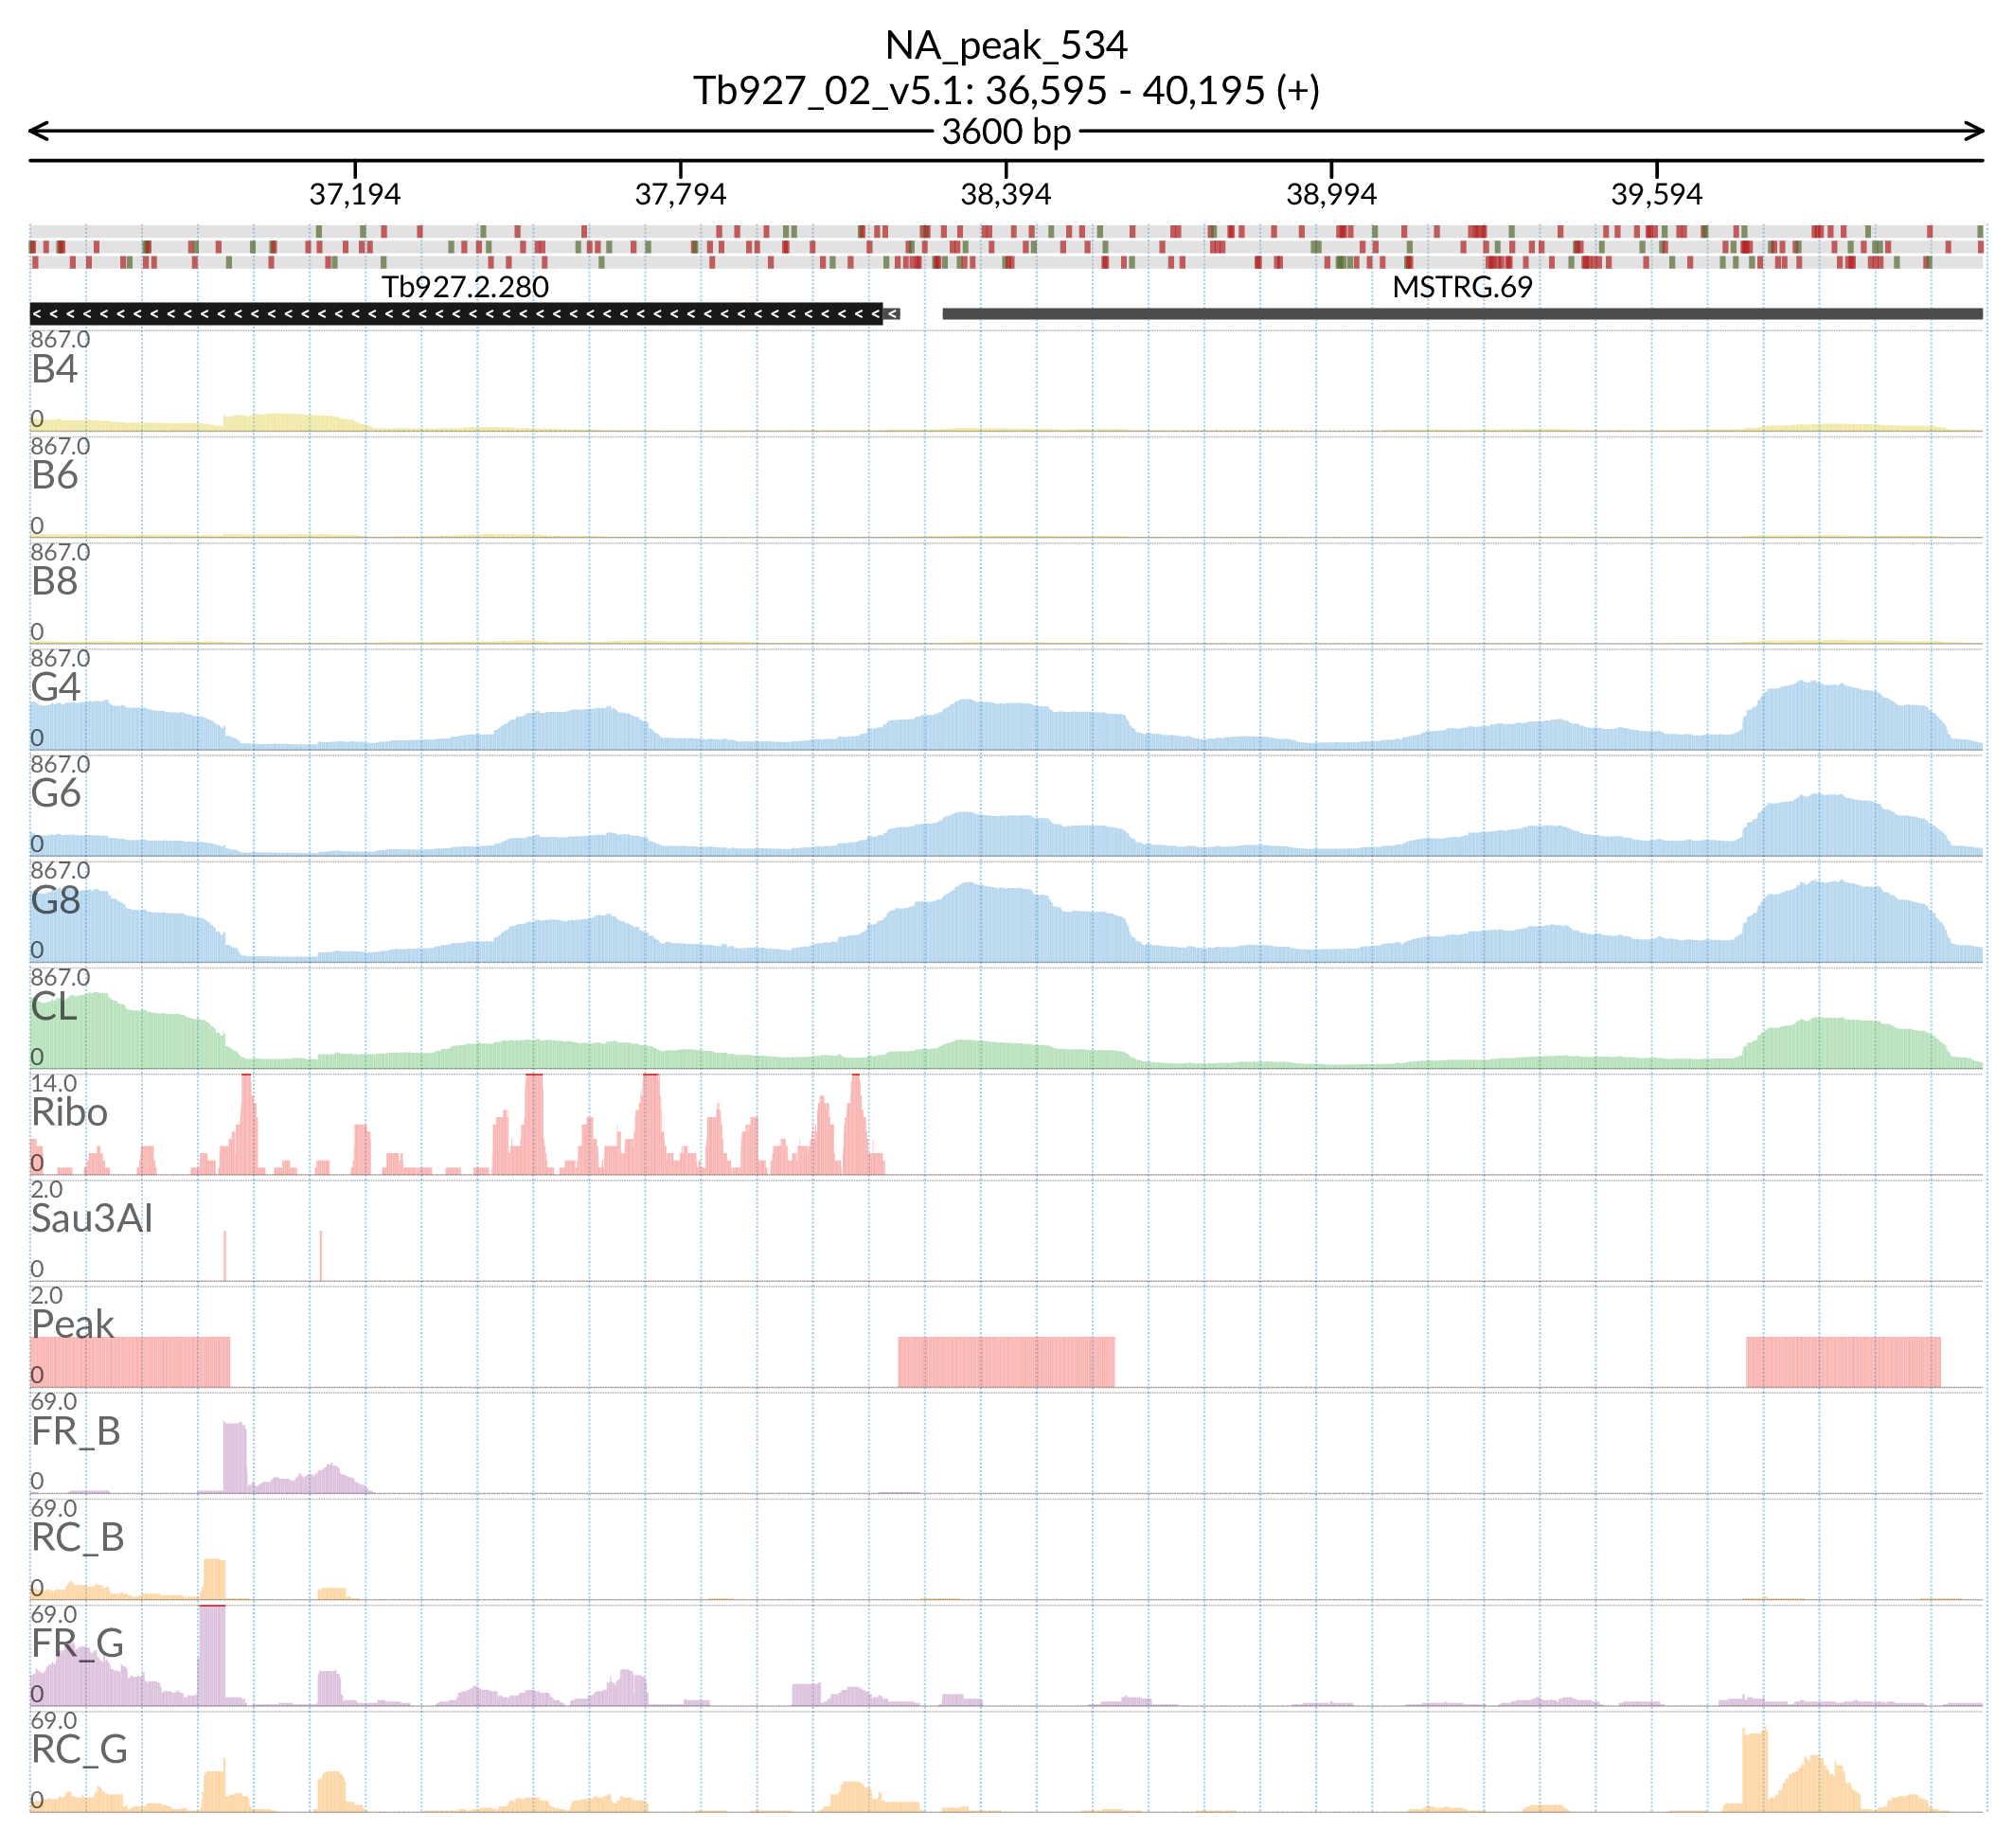 NA_peak_534
Tb927_02_v5.1: 36,595 - 40,195 (+)
3600 bp
37,194 37,794 38,394 38,994 39,594
Tb927.2.280 MSTRG.69
867.0
B4
0
867.0
B6
0
867.0
B8
0
867.0
G4
0
867.0
G6
0
867.0
G8
0
867.0
CL
0
14.0
Ribo
0
2.0
Sau3AI
0
2.0
Peak
0
69.0
FR_B
0
69.0
RC_B
0
69.0
FR_G
0
69.0
RC_G
0